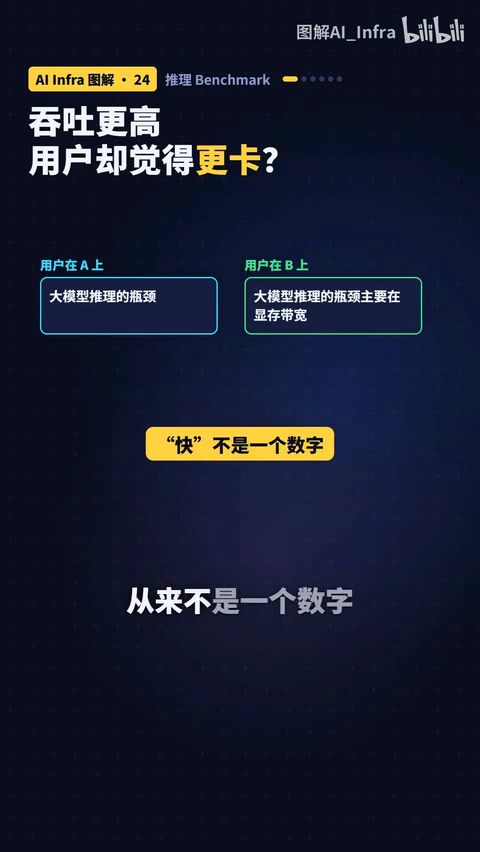 图解AI_Infra bilibili
AI Infra 图解 · 24 推理 Benchmark
吞吐更高
用户却觉得更卡?
用户在 A 上
大模型推理的瓶颈
用户在 B 上
大模型推理的瓶颈主要在
显存带宽
“快”不是一个数字
从来不是一个数字